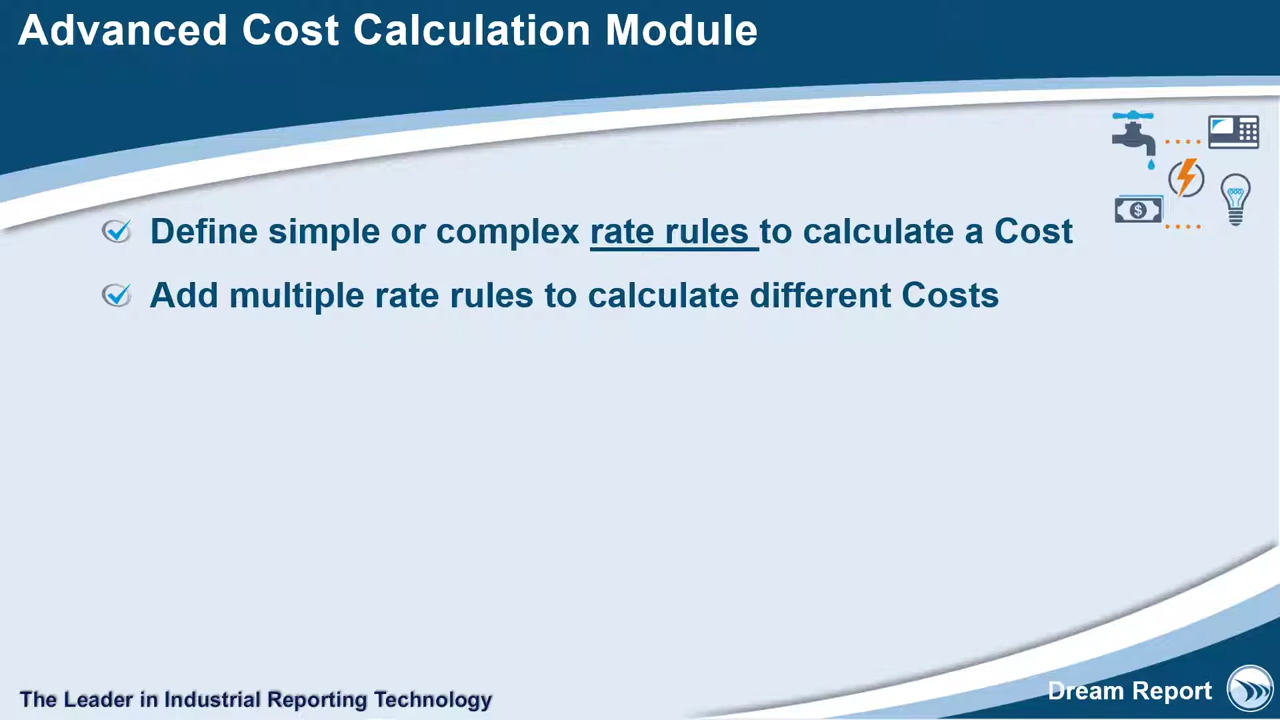 Advanced Cost Calculation Module
Define simple or complex rate rules to calculate a Cost
Add multiple rate rules to calculate different Costs
The Leader in Industrial Reporting Technology
Dream Report